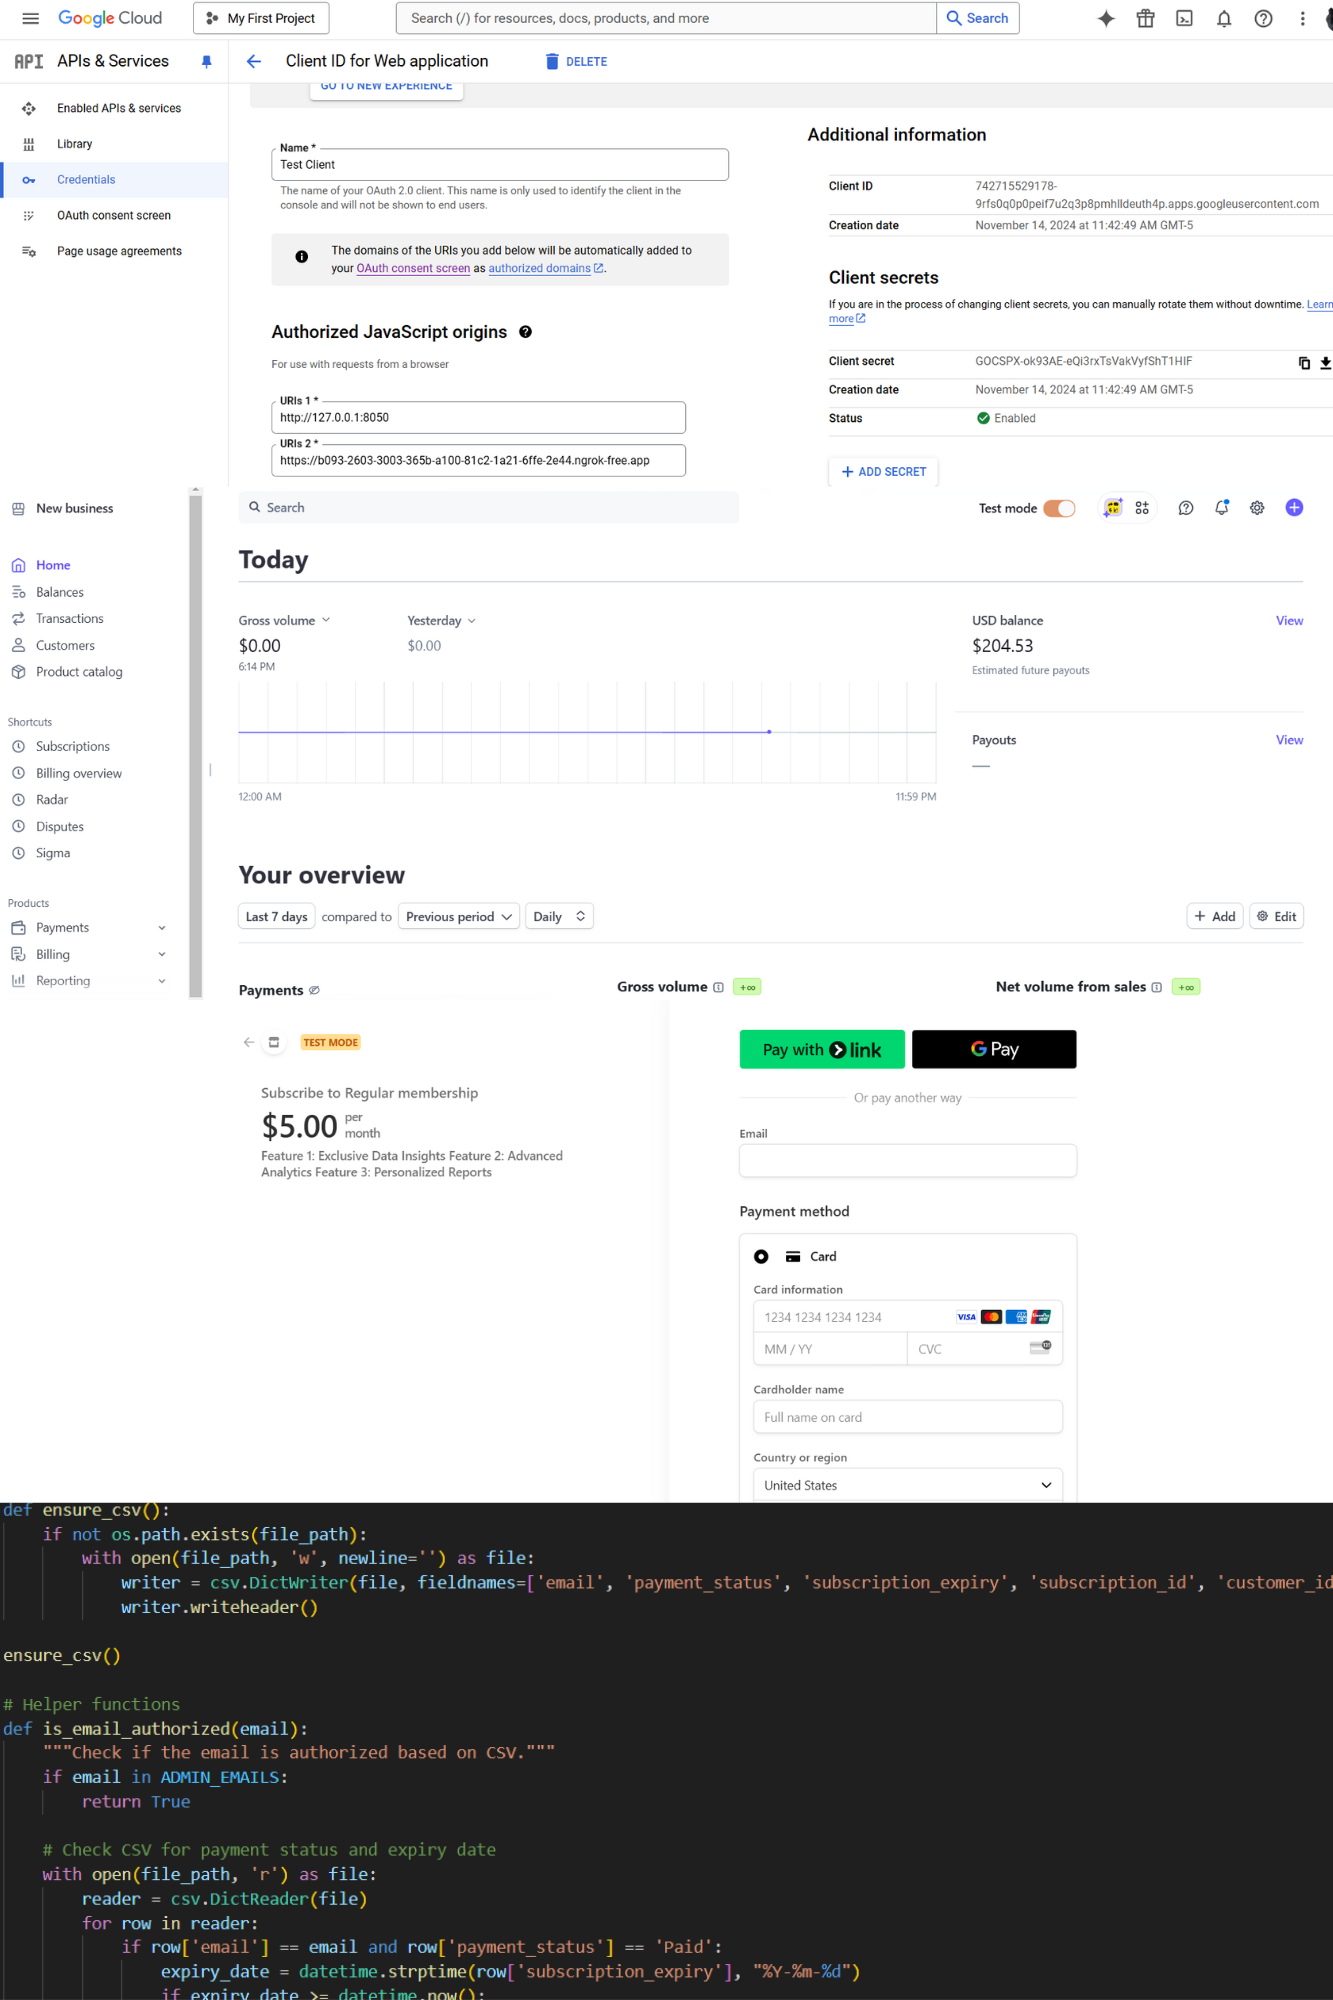 Google Cloud
My First Project
Search (/) for resources, docs, products, and more
Search
API APIs & Services
Client ID for Web application
DELETE
GO TO NEW EXPERIENCE
Enabled APIs & services
Library
Credentials
OAuth consent screen
Page usage agreements
Name *
Test Client
The name of your OAuth 2.0 client. This name is only used to identify the client in the
console and will not be shown to end users.
The domains of the URIs you add below will be automatically added to
your OAuth consent screen as authorized domains.
Authorized JavaScript origins
For use with requests from a browser
URIs 1 *
http://127.0.0.1:8050
URIs 2 *
https://b093-2603-3003-365b-a100-81c2-1a21-6ffe-2e44.ngrok-free.app
Additional information
Client ID
742715529178-
9rfs0q0p0peif7u2q3p8pmhlldeuth4p.apps.googleusercontent.com
Creation date
November 14, 2024 at 11:42:49 AM GMT-5
Client secrets
If you are in the process of changing client secrets, you can manually rotate them without downtime. Learn
more
Client secret
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
Creation date
November 14, 2024 at 11:42:49 AM GMT-5
Status
Enabled
+ ADD SECRET
New business
Search
Test mode
Home
Balances
Transactions
Customers
Product catalog
Shortcuts
Subscriptions
Billing overview
Radar
Disputes
Sigma
Products
Payments
Billing
Reporting
Today
Gross volume
$0.00
6:14 PM
Yesterday
$0.00
12:00 AM
11:59 PM
USD balance
View
$204.53
Estimated future payouts
Payouts
View
—
Your overview
Last 7 days compared to Previous period Daily
+ Add
Edit
Payments
Gross volume +∞
Net volume from sales +∞
TEST MODE
Subscribe to Regular membership
$5.00 per
month
Feature 1: Exclusive Data Insights Feature 2: Advanced
Analytics Feature 3: Personalized Reports
Pay with link
G Pay
Or pay another way
Email
Payment method
Card
Card information
1234 1234 1234 1234
VISA
MM / YY
CVC
Cardholder name
Full name on card
Country or region
United States
def ensure_csv():
if not os.path.exists(file_path):
with open(file_path, 'w', newline='') as file:
writer = csv.DictWriter(file, fieldnames=['email', 'payment_status', 'subscription_expiry', 'subscription_id', 'customer_id
writer.writeheader()
ensure_csv()
# Helper functions
def is_email_authorized(email):
"""Check if the email is authorized based on CSV."""
if email in ADMIN_EMAILS:
return True
# Check CSV for payment status and expiry date
with open(file_path, 'r') as file:
reader = csv.DictReader(file)
for row in reader:
if row['email'] == email and row['payment_status'] == 'Paid':
expiry_date = datetime.strptime(row['subscription_expiry'], "%Y-%m-%d")
if expiry_date >= datetime.now():